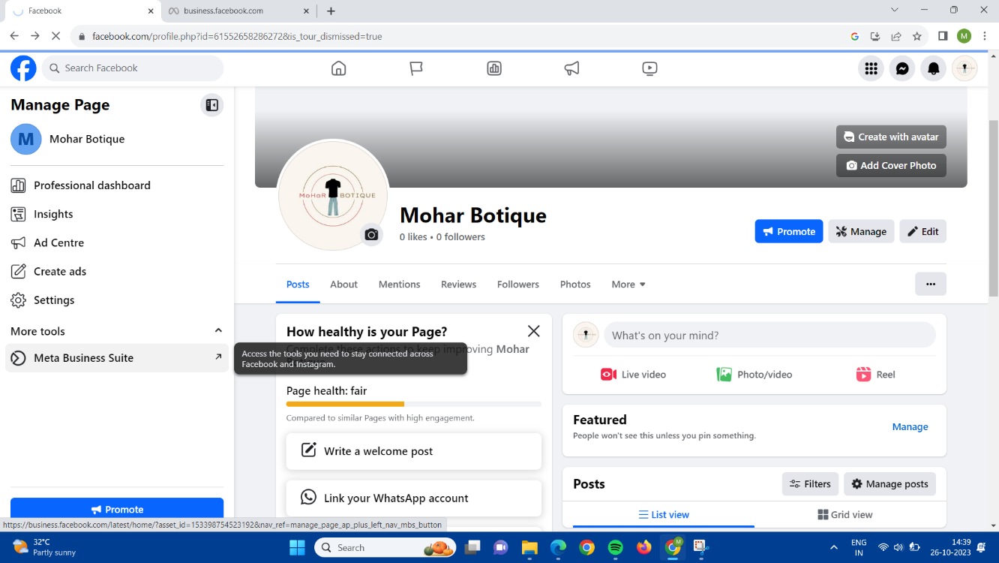 Facebook
business.facebook.com
facebook.com/profile.php?id=61552658286272&is_tour_dismissed=true
M
Search Facebook
Manage Page
M Mohar Botique
Professional dashboard
Insights
Ad Centre
Create ads
Settings
More tools
Meta Business Suite
Promote
Access the tools you need to stay connected across
Facebook and Instagram.
Create with avatar
Add Cover Photo
MoHaR BOTIQUE
Mohar Botique
0 likes • 0 followers
Promote
Manage
Edit
Posts
About
Mentions
Reviews
Followers
Photos
More
How healthy is your Page?
Complete these actions to keep improving Mohar
Page health: fair
Compared to similar Pages with high engagement.
Write a welcome post
Link your WhatsApp account
What's on your mind?
Live video
Photo/video
Reel
Featured
People won't see this unless you pin something.
Manage
Posts
Filters
Manage posts
List view
Grid view
https://business.facebook.com/latest/home/?asset_id=153398754523192&nav_ref=manage_page_ap_plus_left_nav_mbs_button
32°C
Partly sunny
Search
M
ENG
IN
14:39
26-10-2023